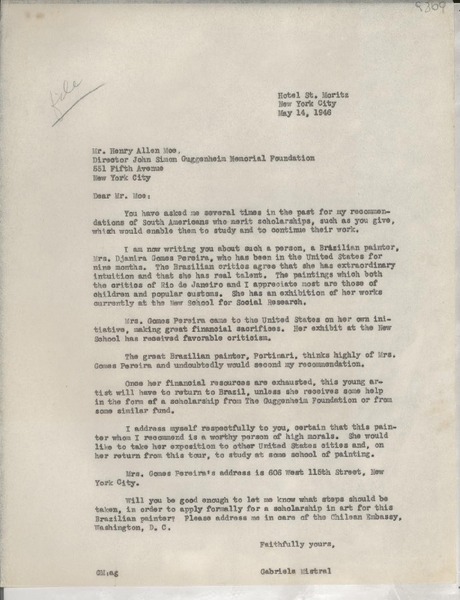 9309
file
Hotel St. Moritz
New York City
May 14, 1946
Mr. Henry Allen Moe,
Director John Simon Guggenheim Memorial Foundation
551 Fifth Avenue
New York City
Dear Mr. Moe:
You have asked me several times in the past for my recommen-
dations of South Americans who merit scholarships, such as you give,
which would enable them to study and to continue their work.
I am now writing you about such a person, a Brazilian painter,
Mrs. Djanira Gomes Pereira, who has been in the United States for
nine months. The Brazilian critics agree that she has extraordinary
intuition and that she has real talent. The paintings which both
the critics of Rio de Janeiro and I appreciate most are those of
children and popular customs. She has an exhibition of her works
currently at the New School for Social Research.
Mrs. Gomes Pereira came to the United States on her own ini-
tiative, making great financial sacrifices. Her exhibit at the New
School has received favorable criticism.
The great Brazilian painter, Portinari, thinks highly of Mrs.
Gomes Pereira and undoubtedly would second my recommendation.
Once her financial resources are exhausted, this young ar-
tist will have to return to Brazil, unless she receives some help
in the form of a scholarship from The Guggenheim Foundation or from
some similar fund.
I address myself respectfully to you, certain that this pain-
ter whom I recommend is a worthy person of high morals. She would
like to take her exposition to other United States cities and, on
her return from this tour, to study at some school of painting.
Mrs. Gomes Pereira's address is 606 West 115th Street, New
York City.
Will you be good enough to let me know what steps should be
taken, in order to apply formally for a scholarship in art for this
Brazilian painter? Please address me in care of the Chilean Embassy,
Washington, D. C.
Faithfully yours,
GM:ag
Gabriela Mistral